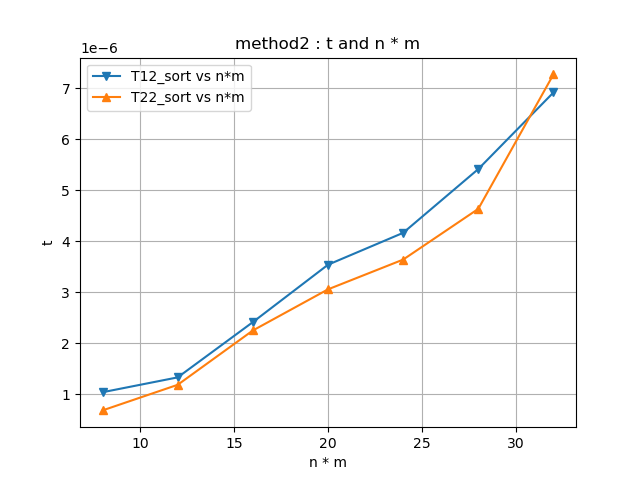 method2 : t and n * m
1e−6
T12_sort vs n*m
T22_sort vs n*m
7
6
5
4
3
2
1
t
10 15 20 25 30
n * m